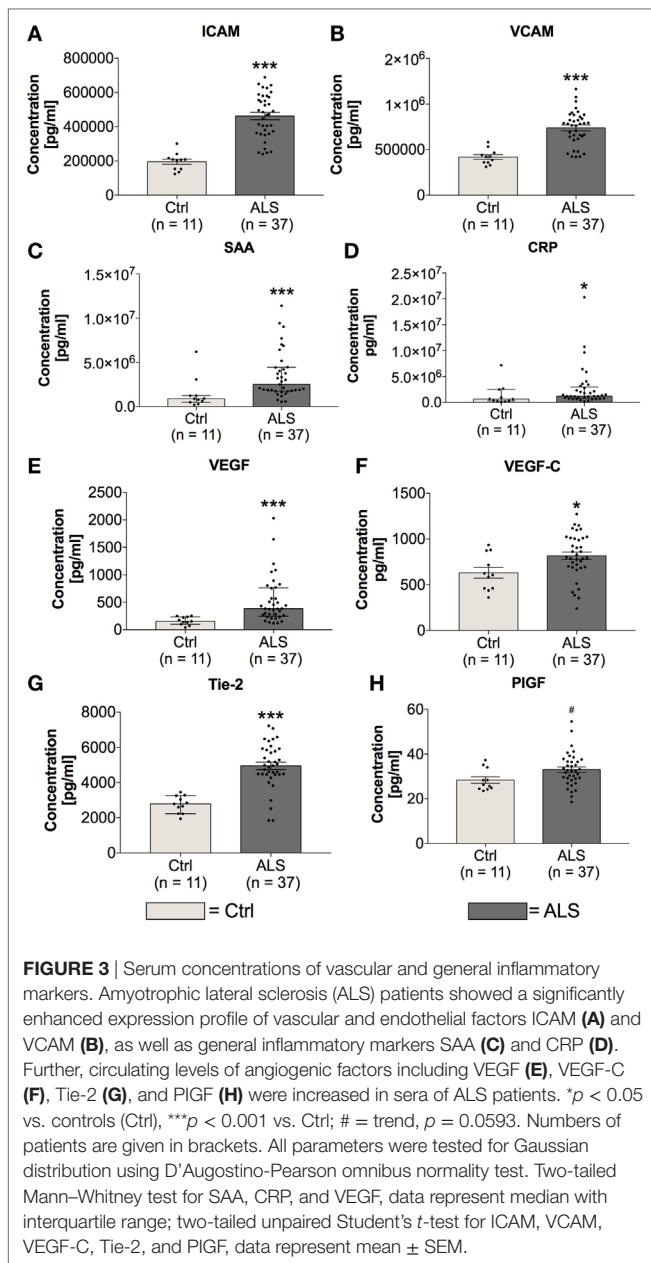 A
ICAM
Concentration
[pg/ml]
800000
600000
400000
200000
0
***
Ctrl
(n = 11)
ALS
(n = 37)
B
VCAM
Concentration
[pg/ml]
2×10⁶
1×10⁶
500000
0
***
Ctrl
(n = 11)
ALS
(n = 37)
C
SAA
Concentration
[pg/ml]
1.5×10⁷
1.0×10⁷
5.0×10⁶
0.0
***
Ctrl
(n = 11)
ALS
(n = 37)
D
CRP
Concentration
pg/ml]
2.5×10⁷
2.0×10⁷
1.5×10⁷
1.0×10⁷
5.0×10⁶
0.0
*
Ctrl
(n = 11)
ALS
(n = 37)
E
VEGF
Concentration
[pg/ml]
2500
2000
1500
1000
500
0
***
Ctrl
(n = 11)
ALS
(n = 37)
F
VEGF-C
Concentration
pg/ml]
1500
1000
500
0
*
Ctrl
(n = 11)
ALS
(n = 37)
G
Tie-2
Concentration
[pg/ml]
8000
6000
4000
2000
0
***
Ctrl
(n = 11)
ALS
(n = 37)
H
PIGF
Concentration
[pg/ml]
60
40
20
0
#
Ctrl
(n = 11)
ALS
(n = 37)
= Ctrl
= ALS
FIGURE 3 | Serum concentrations of vascular and general inflammatory
markers. Amyotrophic lateral sclerosis (ALS) patients showed a significantly
enhanced expression profile of vascular and endothelial factors ICAM (A) and
VCAM (B), as well as general inflammatory markers SAA (C) and CRP (D).
Further, circulating levels of angiogenic factors including VEGF (E), VEGF-C
(F), Tie-2 (G), and PIGF (H) were increased in sera of ALS patients. *p < 0.05
vs. controls (Ctrl), ***p < 0.001 vs. Ctrl; # = trend, p = 0.0593. Numbers of
patients are given in brackets. All parameters were tested for Gaussian
distribution using D'Augostino-Pearson omnibus normality test. Two-tailed
Mann–Whitney test for SAA, CRP, and VEGF, data represent median with
interquartile range; two-tailed unpaired Student's t-test for ICAM, VCAM,
VEGF-C, Tie-2, and PIGF, data represent mean ± SEM.